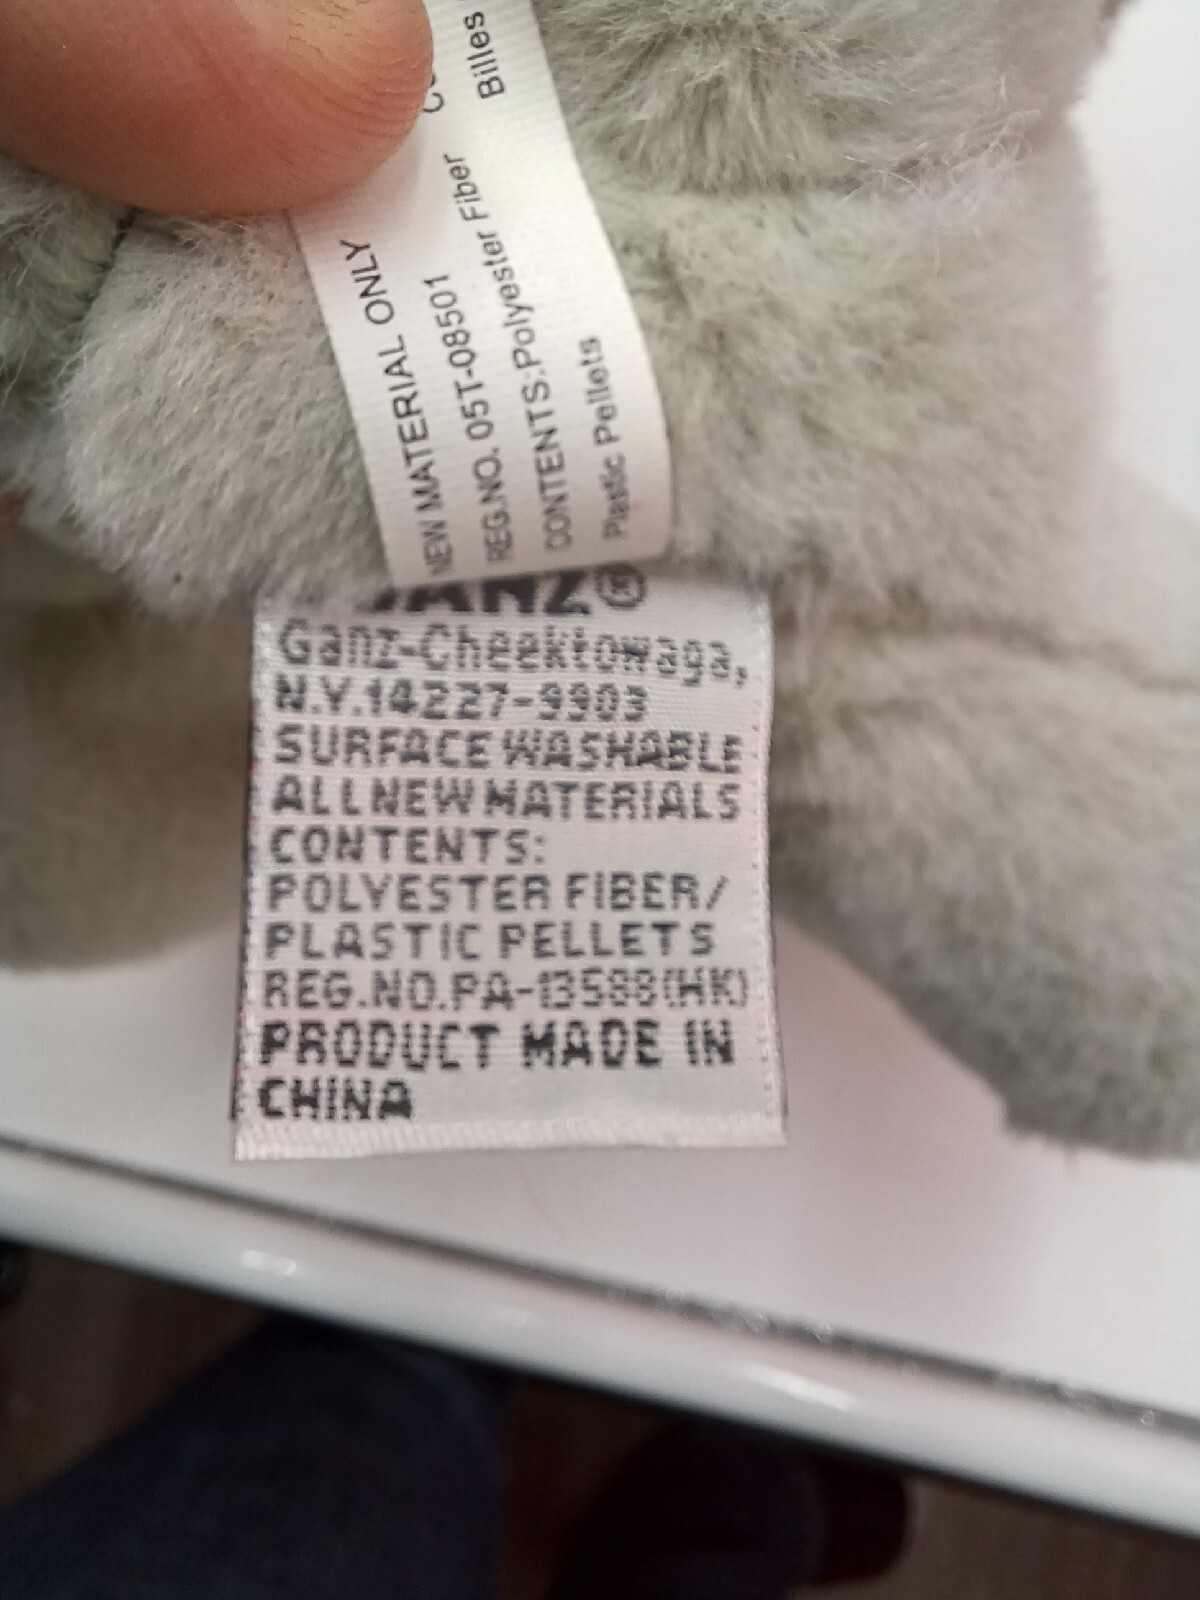 NEW MATERIAL ONLY
REG.NO. 05T-08501
CONTENTS:Polyester Fiber
Plastic Pellets
Billes
GANZ®
Ganz-Cheektowaga,
N.Y.14227-9903
SURFACE WASHABLE
ALL NEW MATERIALS
CONTENTS:
POLYESTER FIBER/
PLASTIC PELLETS
REG.NO.PA-13588(HK)
PRODUCT MADE IN
CHINA